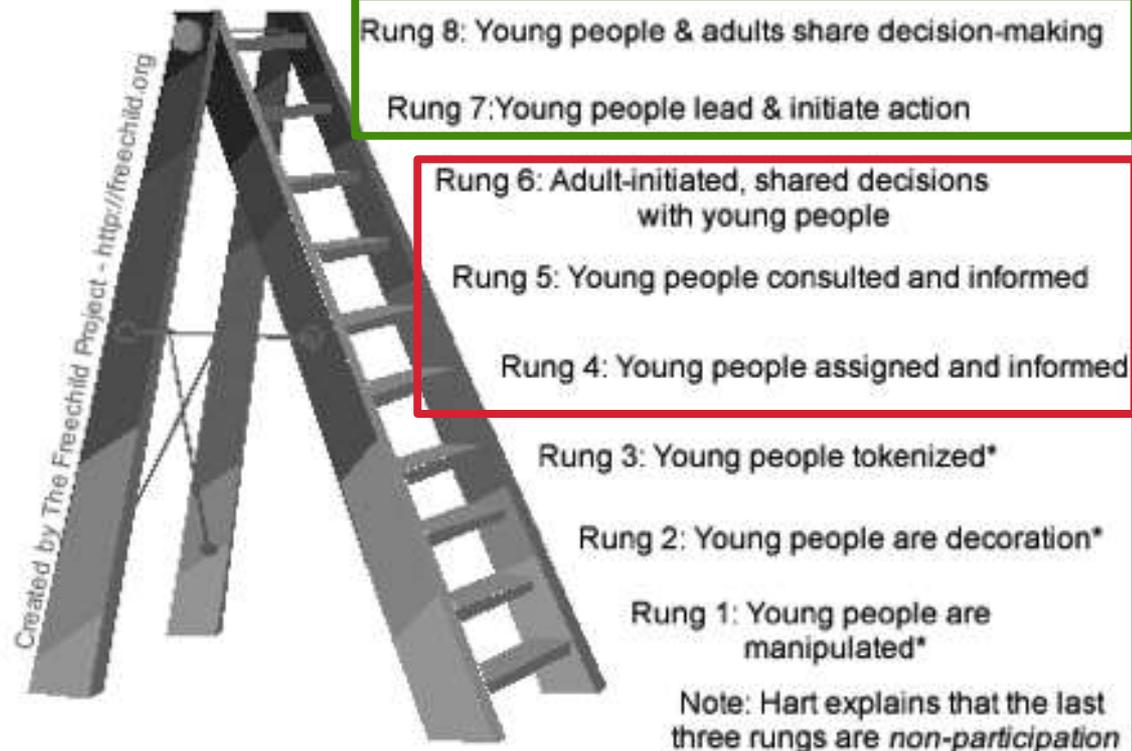 Rung 8: Young people & adults share decision-making
Rung 7:Young people lead & initiate action
Rung 6: Adult-initiated, shared decisions
with young people
Rung 5: Young people consulted and informed
Rung 4: Young people assigned and informed
Rung 3: Young people tokenized*
Rung 2: Young people are decoration*
Rung 1: Young people are
manipulated*
Note: Hart explains that the last
three rungs are non-participation
Created by The Freechild Project - http://freechild.org